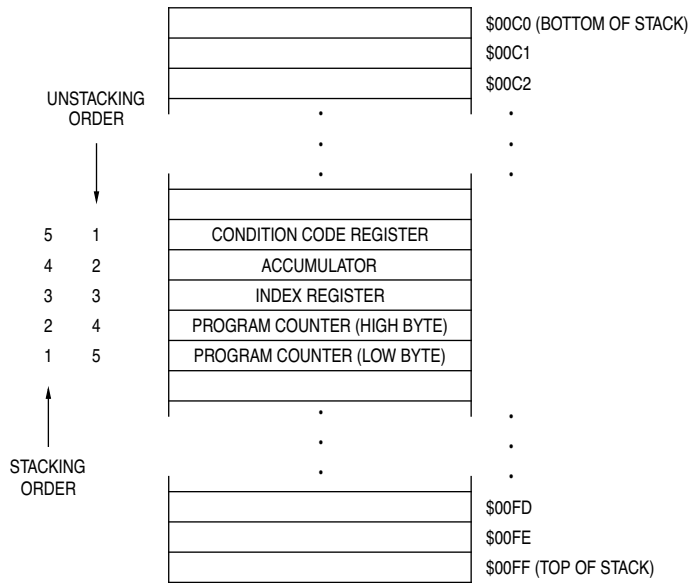 $00C0 (BOTTOM OF STACK)
$00C1
$00C2
UNSTACKING
ORDER
5 1 CONDITION CODE REGISTER
4 2 ACCUMULATOR
3 3 INDEX REGISTER
2 4 PROGRAM COUNTER (HIGH BYTE)
1 5 PROGRAM COUNTER (LOW BYTE)
STACKING
ORDER
$00FD
$00FE
$00FF (TOP OF STACK)